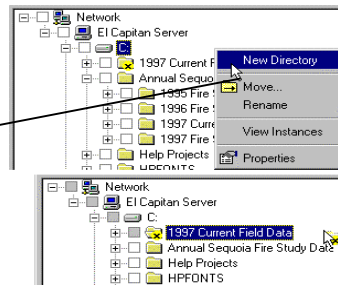 Network
El Capitan Server
C:
1997 Current F
Annual Sequo
1995 Fire
1996 Fire
1997 Curre
1997 Fire
Help Projects
HPFONTS
New Directory
Move...
Rename
View Instances
Properties
Network
El Capitan Server
C:
1997 Current Field Data
Annual Sequoia Fire Study Data
Help Projects
HPFONTS